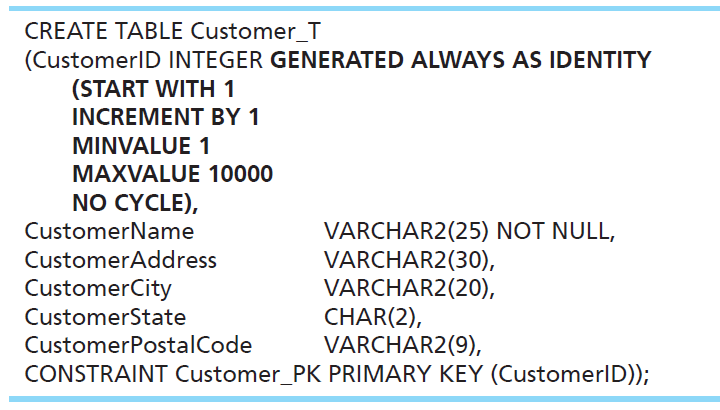 CREATE TABLE Customer_T
(CustomerID INTEGER GENERATED ALWAYS AS IDENTITY
(START WITH 1
INCREMENT BY 1
MINVALUE 1
MAXVALUE 10000
NO CYCLE),
CustomerName VARCHAR2(25) NOT NULL,
CustomerAddress VARCHAR2(30),
CustomerCity VARCHAR2(20),
CustomerState CHAR(2),
CustomerPostalCode VARCHAR2(9),
CONSTRAINT Customer_PK PRIMARY KEY (CustomerID));